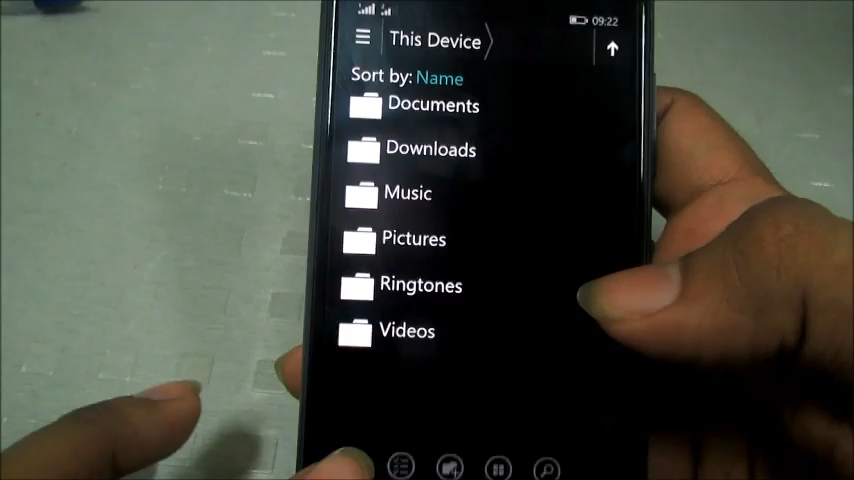 09:22
This Device
Sort by: Name
Documents
Downloads
Music
Pictures
Ringtones
Videos